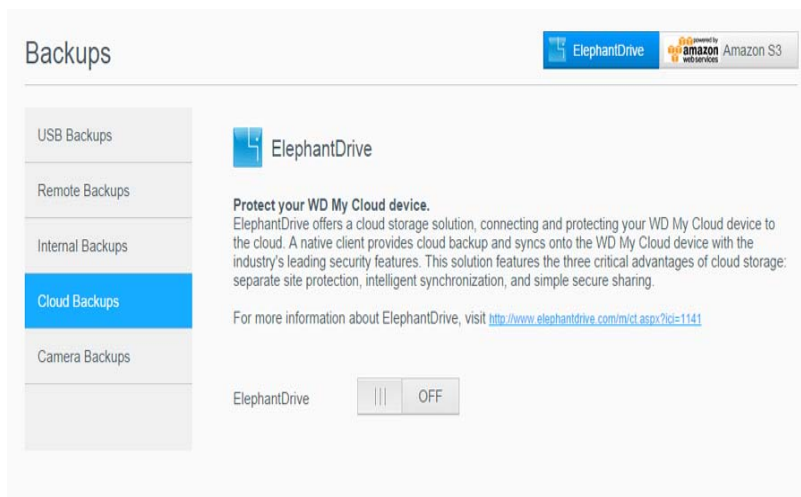 Backups
ElephantDrive
powered by
amazon
webservices
Amazon S3
USB Backups
Remote Backups
Internal Backups
Cloud Backups
Camera Backups
ElephantDrive
Protect your WD My Cloud device.
ElephantDrive offers a cloud storage solution, connecting and protecting your WD My Cloud device to
the cloud. A native client provides cloud backup and syncs onto the WD My Cloud device with the
industry's leading security features. This solution features the three critical advantages of cloud storage:
separate site protection, intelligent synchronization, and simple secure sharing.
For more information about ElephantDrive, visit http://www.elephantdrive.com/m/ct.aspx?ici=1141
ElephantDrive
OFF